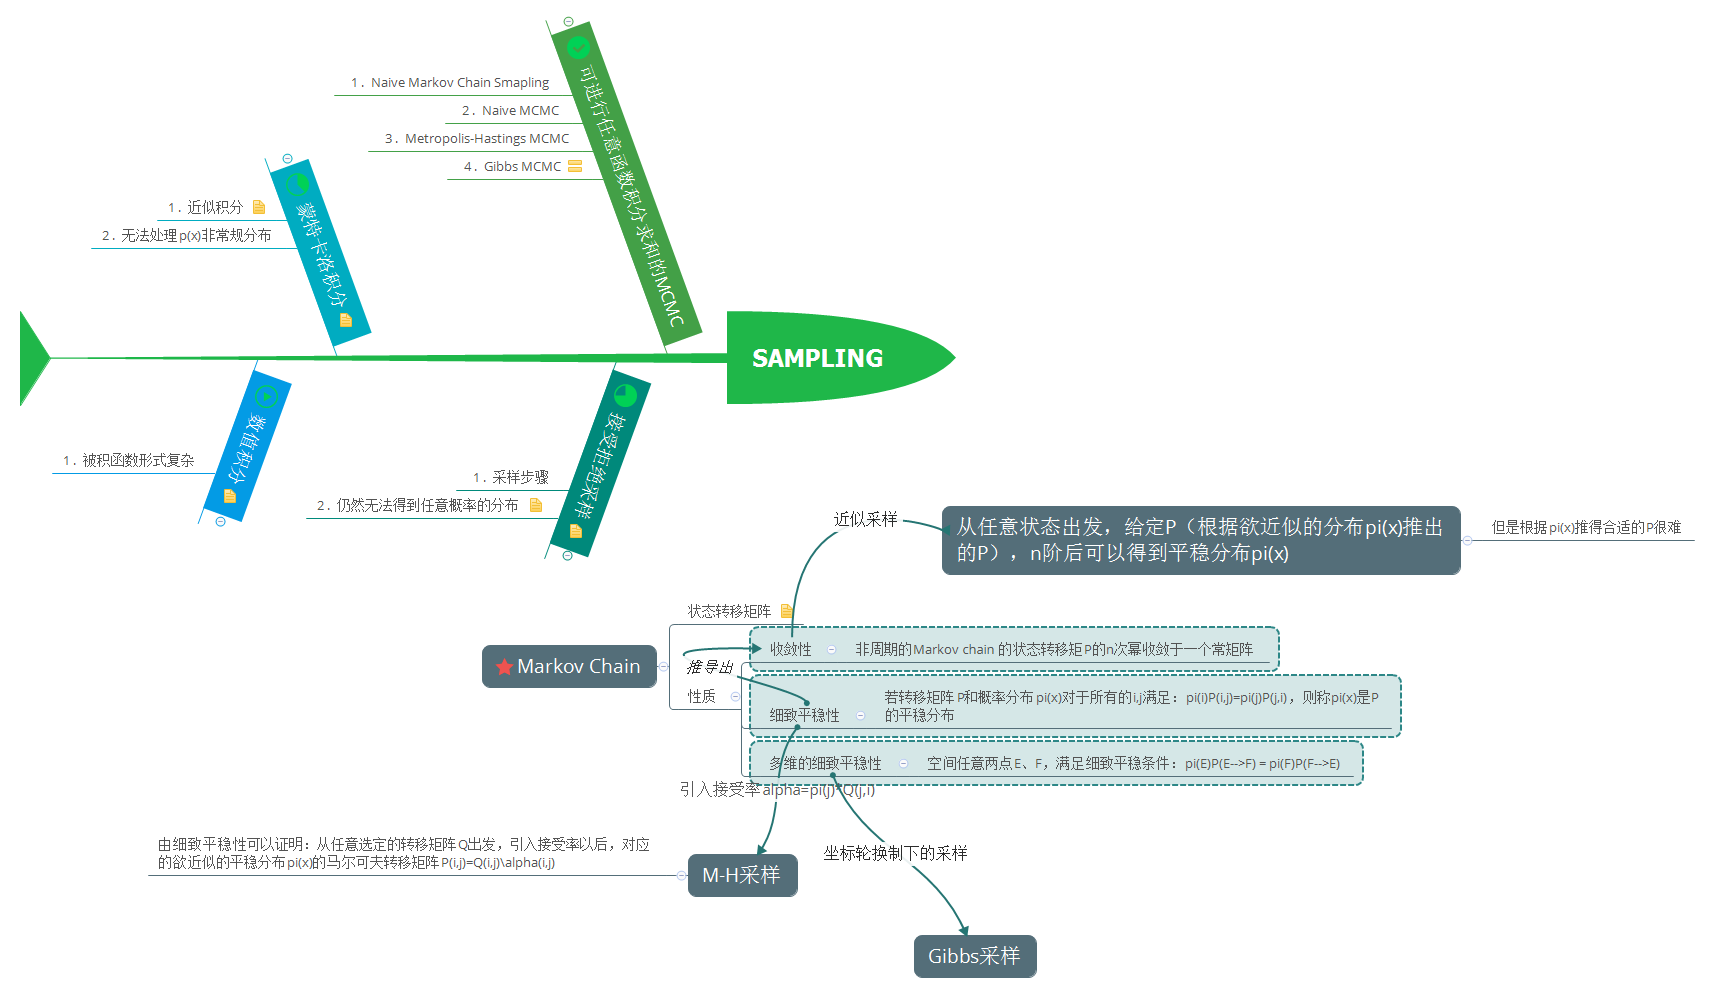 可进行任意函数积分求和的MCMC
1. Naive Markov Chain Smapling
2. Naive MCMC
3. Metropolis-Hastings MCMC
4. Gibbs MCMC
蒙特卡洛积分
1. 近似积分
2. 无法处理p(x)非常规分布
SAMPLING
数值积分
1. 被积函数形式复杂
接受拒绝采样
1. 采样步骤
2. 仍然无法得到任意概率的分布
近似采样
从任意状态出发，给定P（根据欲近似的分布pi(x)推出
的P），n阶后可以得到平稳分布pi(x)
但是根据pi(x)推得合适的P很难
Markov Chain
状态转移矩阵
推导出
性质
收敛性
非周期的Markov chain 的状态转移矩P的n次幂收敛于一个常矩阵
细致平稳性
若转移矩阵P和概率分布pi(x)对于所有的i,j满足：pi(i)P(i,j)=pi(j)P(j,i)，则称pi(x)是P
的平稳分布
多维的细致平稳性
空间任意两点E、F，满足细致平稳条件：pi(E)P(E-->F) = pi(F)P(F-->E)
引入接受率alpha=pi(j)*Q(j,i)
由细致平稳性可以证明：从任意选定的转移矩阵Q出发，引入接受率以后，对应
的欲近似的平稳分布pi(x)的马尔可夫转移矩阵P(i,j)=Q(i,j)\alpha(i,j)
M-H采样
坐标轮换制下的采样
Gibbs采样